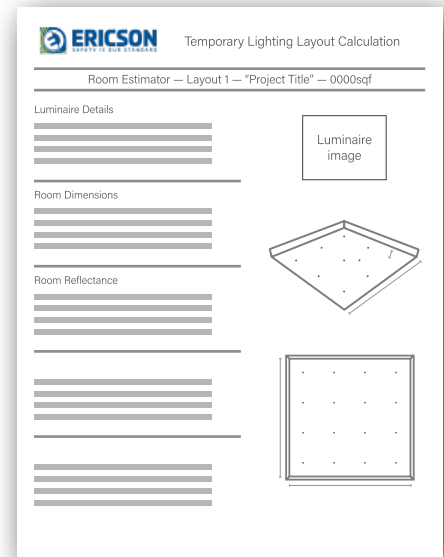 ERICSON
SAFETY IS OUR STANDARD
Temporary Lighting Layout Calculation
Room Estimator — Layout 1 — “Project Title” — 0000sqf
Luminaire Details
Luminaire
image
Room Dimensions
Room Reflectance